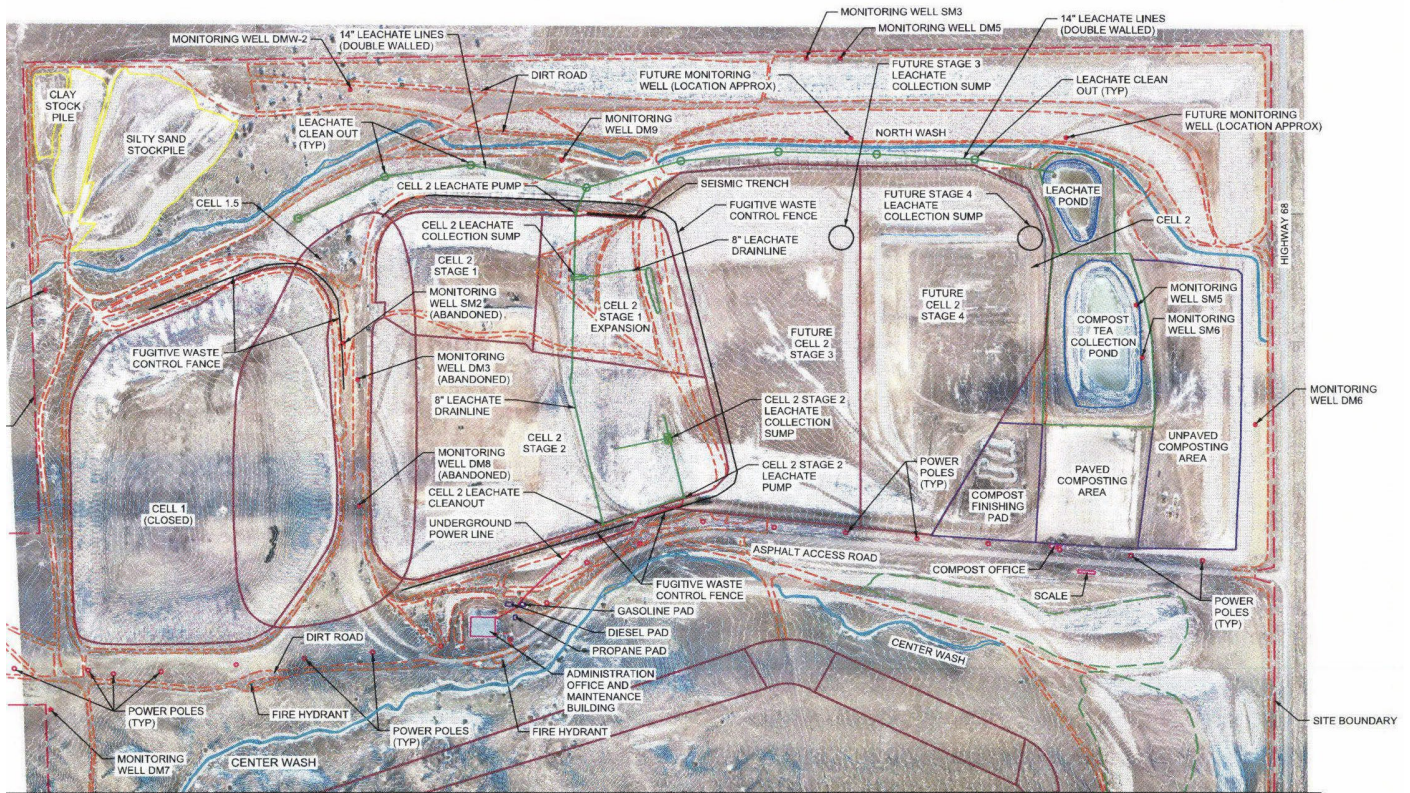 MONITORING WELL SM3
MONITORING WELL DM5
14" LEACHATE LINES
(DOUBLE WALLED)
MONITORING WELL DMW-2
14" LEACHATE LINES
(DOUBLE WALLED)
DIRT ROAD
FUTURE MONITORING
WELL (LOCATION APPROX)
FUTURE STAGE 3
LEACHATE
COLLECTION SUMP
LEACHATE CLEAN
OUT (TYP)
CLAY
STOCK
PILE
SILTY SAND
STOCKPILE
LEACHATE
CLEAN OUT
(TYP)
MONITORING
WELL DM9
NORTH WASH
FUTURE MONITORING
WELL (LOCATION APPROX)
CELL 2 LEACHATE PUMP
SEISMIC TRENCH
CELL 1.5
FUGITIVE WASTE
CONTROL FENCE
FUTURE STAGE 4
LEACHATE
COLLECTION SUMP
LEACHATE
POND
CELL 2
HIGHWAY 68
CELL 2 LEACHATE
COLLECTION SUMP
8" LEACHATE
DRAINLINE
CELL 2
STAGE 1
MONITORING
WELL SM2
(ABANDONED)
CELL 2
STAGE 1
EXPANSION
FUTURE
CELL 2
STAGE 3
FUTURE
CELL 2
STAGE 4
COMPOST
TEA
COLLECTION
POND
MONITORING
WELL SM5
MONITORING
WELL SM6
FUGITIVE WASTE
CONTROL FANCE
MONITORING
WELL DM3
(ABANDONED)
8" LEACHATE
DRAINLINE
CELL 2 STAGE 2
LEACHATE
COLLECTION
SUMP
MONITORING
WELL DM6
CELL 2
STAGE 2
MONITORING
WELL DM8
(ABANDONED)
CELL 2 STAGE 2
LEACHATE
PUMP
POWER
POLES
(TYP)
UNPAVED
COMPOSTING
AREA
PAVED
COMPOSTING
AREA
CELL 1
(CLOSED)
CELL 2 LEACHATE
CLEANOUT
COMPOST
FINISHING
PAD
UNDERGROUND
POWER LINE
ASPHALT ACCESS ROAD
COMPOST OFFICE
SCALE
FUGITIVE WASTE
CONTROL FENCE
POWER
POLES
(TYP)
GASOLINE PAD
DIESEL PAD
PROPANE PAD
DIRT ROAD
CENTER WASH
ADMINISTRATION
OFFICE AND
MAINTENANCE
BUILDING
POWER POLES
(TYP)
FIRE HYDRANT
POWER POLES
(TYP)
FIRE HYDRANT
SITE BOUNDARY
MONITORING
WELL DM7
CENTER WASH